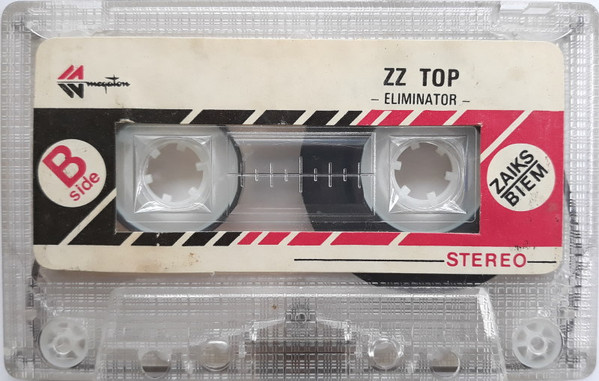 megaton
ZZ TOP
– ELIMINATOR –
B
side
ZAIKS
BIEM
STEREO